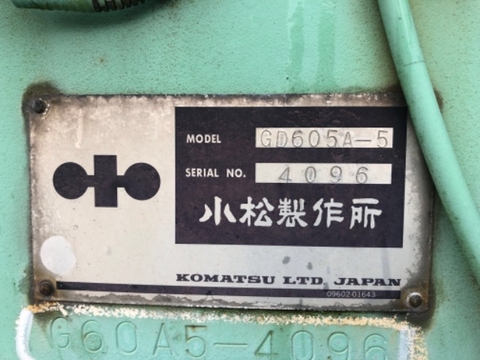 MODEL GD605A-5
SERIAL NO. 4096
小松製作所
KOMATSU LTD. JAPAN
09602 01643
G60A5-4096